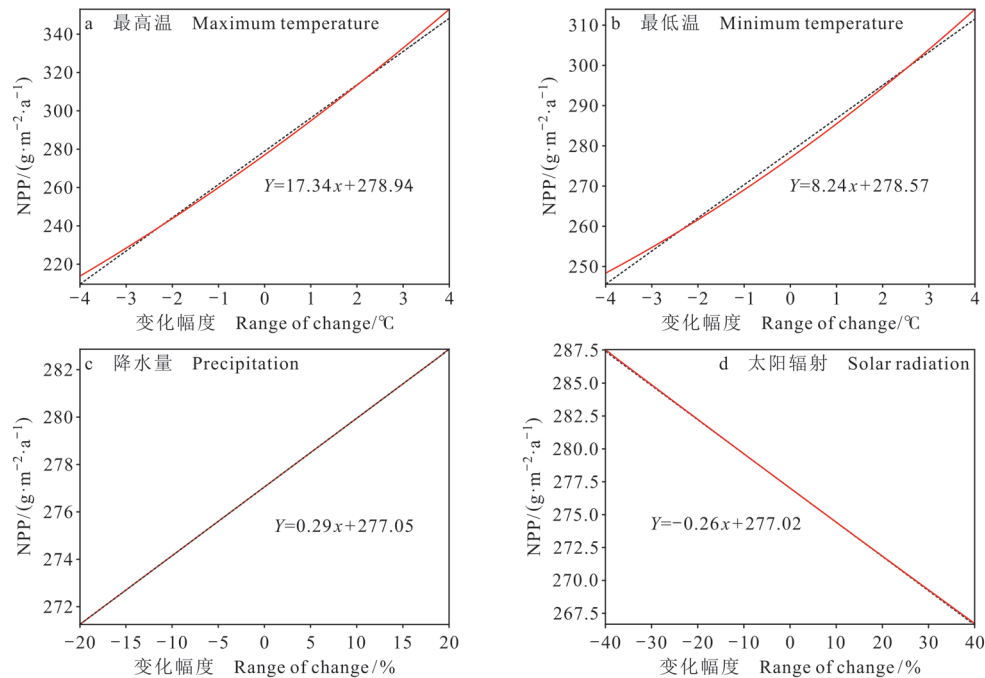 a 最高温 Maximum temperature
340
320
300
280
260
240
220
NPP/(g·m⁻²·a⁻¹)
Y=17.34x+278.94
−4 −3 −2 −1 0 1 2 3 4
变化幅度 Range of change/℃
b 最低温 Minimum temperature
310
300
290
280
270
260
250
NPP/(g·m⁻²·a⁻¹)
Y=8.24x+278.57
−4 −3 −2 −1 0 1 2 3 4
变化幅度 Range of change/℃
c 降水量 Precipitation
282
280
278
276
274
272
NPP/(g·m⁻²·a⁻¹)
Y=0.29x+277.05
−20 −15 −10 −5 0 5 10 15 20
变化幅度 Range of change/%
d 太阳辐射 Solar radiation
287.5
285.0
282.5
280.0
277.5
275.0
272.5
270.0
267.5
NPP/(g·m⁻²·a⁻¹)
Y=−0.26x+277.02
−40 −30 −20 −10 0 10 20 30 40
变化幅度 Range of change/%